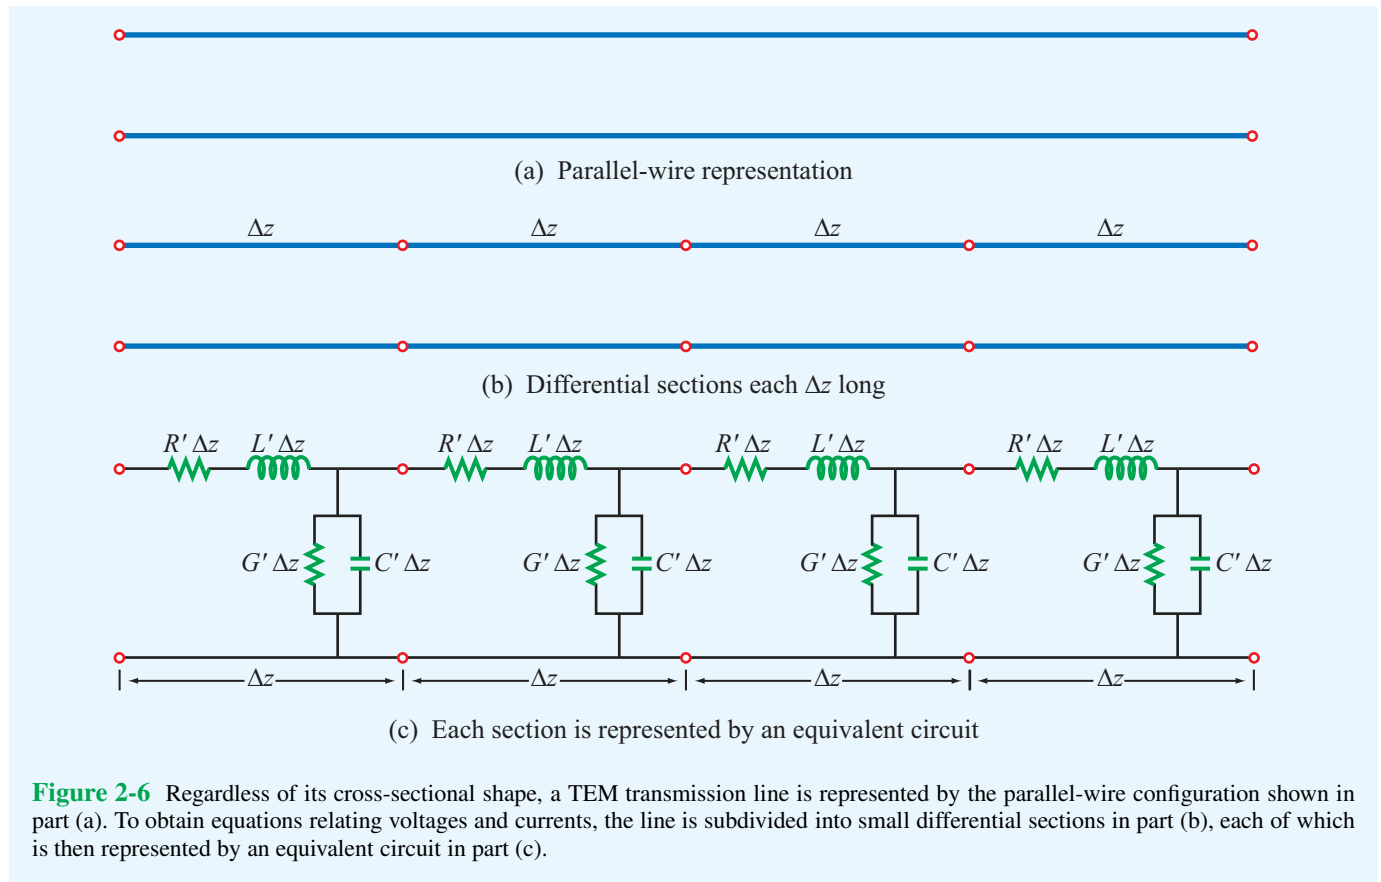 (a) Parallel-wire representation
Δz Δz Δz Δz
(b) Differential sections each Δz long
R′ Δz L′ Δz R′ Δz L′ Δz R′ Δz L′ Δz R′ Δz L′ Δz
G′ Δz C′ Δz G′ Δz C′ Δz G′ Δz C′ Δz G′ Δz C′ Δz
Δz Δz Δz Δz
(c) Each section is represented by an equivalent circuit
Figure 2-6 Regardless of its cross-sectional shape, a TEM transmission line is represented by the parallel-wire configuration shown in
part (a). To obtain equations relating voltages and currents, the line is subdivided into small differential sections in part (b), each of which
is then represented by an equivalent circuit in part (c).